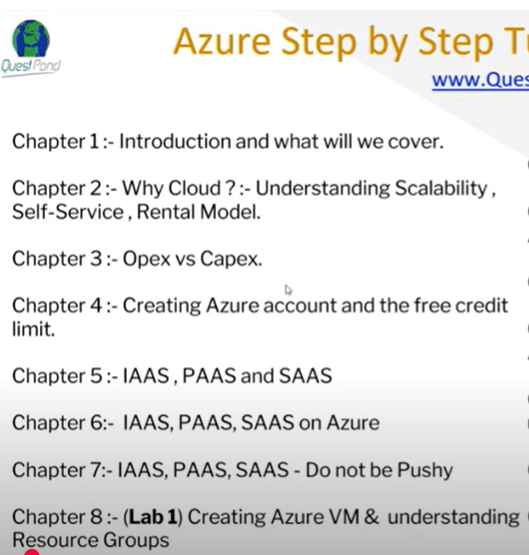 Azure Step by Step
QuestPond
www.Ques
Chapter 1 :- Introduction and what will we cover.
Chapter 2 :- Why Cloud ? :- Understanding Scalability ,
Self-Service , Rental Model.
Chapter 3 :- Opex vs Capex.
Chapter 4 :- Creating Azure account and the free credit
limit.
Chapter 5 :- IAAS , PAAS and SAAS
Chapter 6:- IAAS, PAAS, SAAS on Azure
Chapter 7:- IAAS, PAAS, SAAS - Do not be Pushy
Chapter 8 :- (Lab 1) Creating Azure VM & understanding
Resource Groups